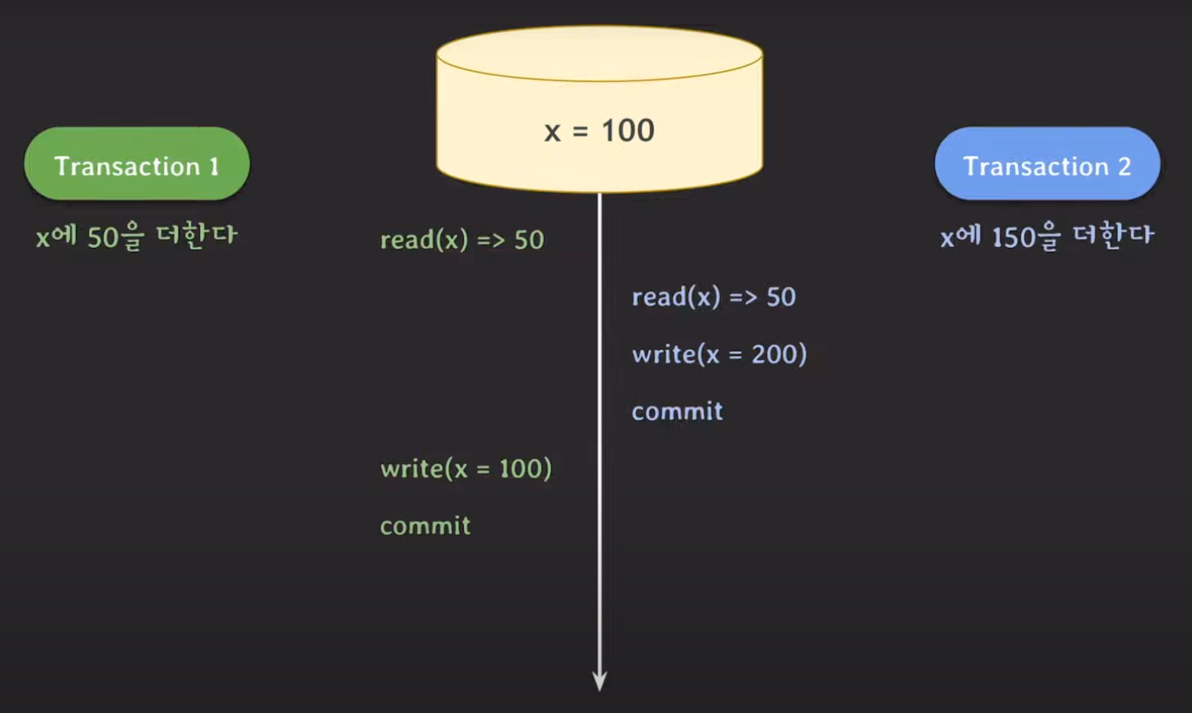 x = 100
Transaction 1
x에 50을 더한다
Transaction 2
x에 150을 더한다
read(x) => 50
read(x) => 50
write(x = 200)
commit
write(x = 100)
commit